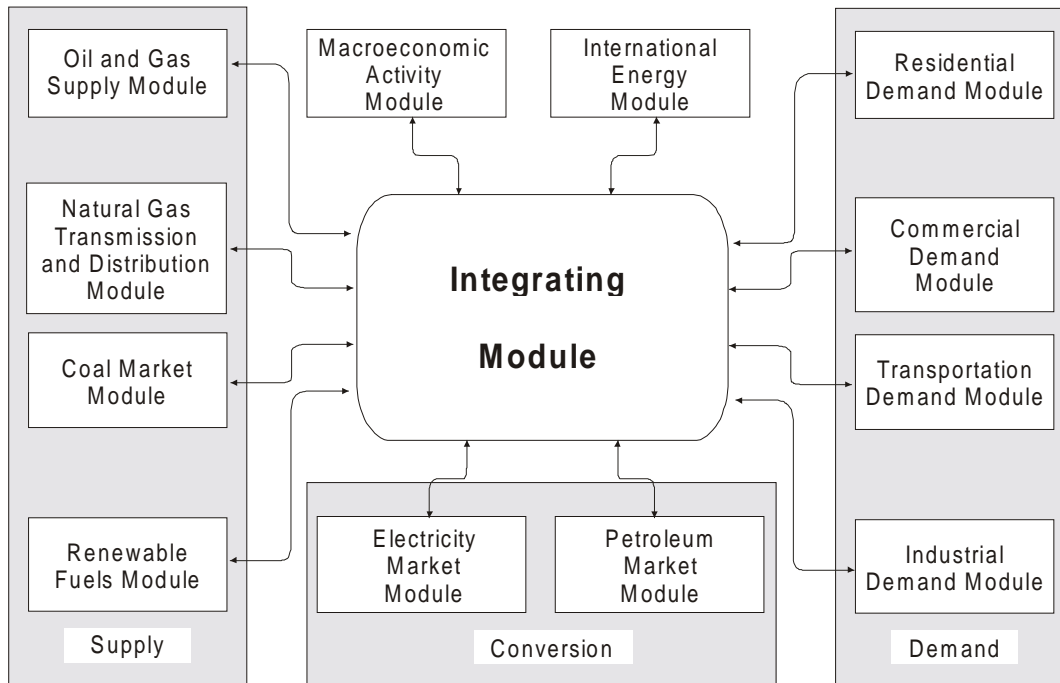 Oil and Gas
Supply Module
Natural Gas
Transmission
and Distribution
Module
Coal Market
Module
Renewable
Fuels Module
Supply
Macroeconomic
Activity
Module
International
Energy
Module
Integrating
Module
Electricity
Market
Module
Petroleum
Market
Module
Conversion
Residential
Demand Module
Commercial
Demand
Module
Transportation
Demand Module
Industrial
Demand Module
Demand